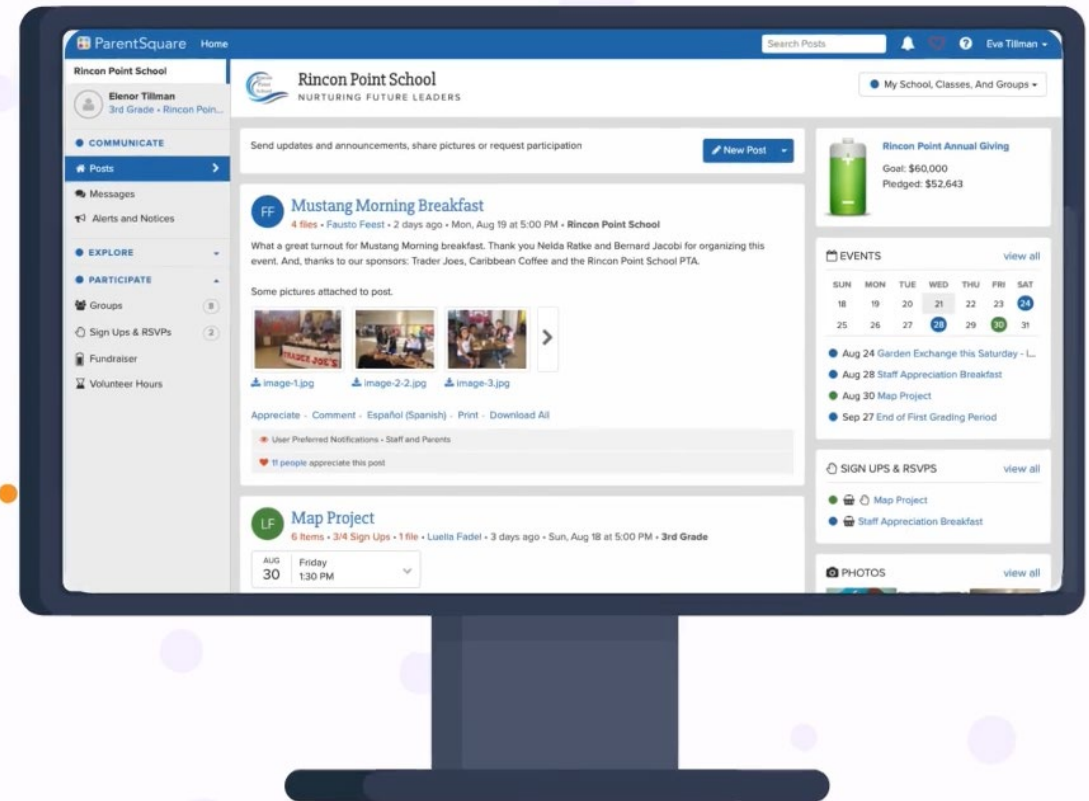 ParentSquare Home Search Posts Eva Tillman
Rincon Point School
Elenor Tillman
3rd Grade • Rincon Poin...
COMMUNICATE
Posts
Messages
Alerts and Notices
EXPLORE
PARTICIPATE
Groups 8
Sign Ups & RSVPs 2
Fundraiser
Volunteer Hours
Rincon Point School
NURTURING FUTURE LEADERS
My School, Classes, And Groups
Send updates and announcements, share pictures or request participation
New Post
FF
Mustang Morning Breakfast
4 files • Fausto Feest • 2 days ago • Mon, Aug 19 at 5:00 PM • Rincon Point School
What a great turnout for Mustang Morning breakfast. Thank you Nelda Ratke and Bernard Jacobi for organizing this
event. And, thanks to our sponsors: Trader Joes, Caribbean Coffee and the Rincon Point School PTA.
Some pictures attached to post.
TRADER JOE'S
image-1.jpg image-2-2.jpg image-3.jpg
Appreciate • Comment • Español (Spanish) • Print • Download All
User Preferred Notifications • Staff and Parents
11 people appreciate this post
LF
Map Project
6 Items • 3/4 Sign Ups • 1 file • Luella Fadel • 3 days ago • Sun, Aug 18 at 5:00 PM • 3rd Grade
AUG
30
Friday
1:30 PM
Rincon Point Annual Giving
Goal: $60,000
Pledged: $52,643
EVENTS view all
SUN MON TUE WED THU FRI SAT
18 19 20 21 22 23 24
25 26 27 28 29 30 31
Aug 24 Garden Exchange this Saturday - I...
Aug 28 Staff Appreciation Breakfast
Aug 30 Map Project
Sep 27 End of First Grading Period
SIGN UPS & RSVPS view all
Map Project
Staff Appreciation Breakfast
PHOTOS view all